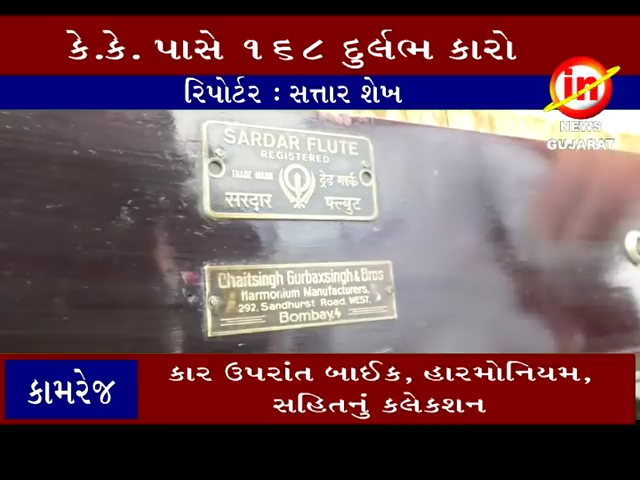 કે.કે. પાસે ૧૬૮ દુર્લભ કારો
રિપોર્ટર : સત્તાર શેખ
in
NEWS
GUJARAT
SARDAR FLUTE
REGISTERED
TRADE MARK ट्रेड मार्क
सरदार फ्ल्युट
Chaitsingh Gurbaxsingh & Bros
Harmonium Manufacturers.
292, Sandhurst Road. WEST.
Bombay.4
કામરેજ
કાર ઉપરાંત બાઈક, હારમોનિયમ,
સહિતનું કલેકશન